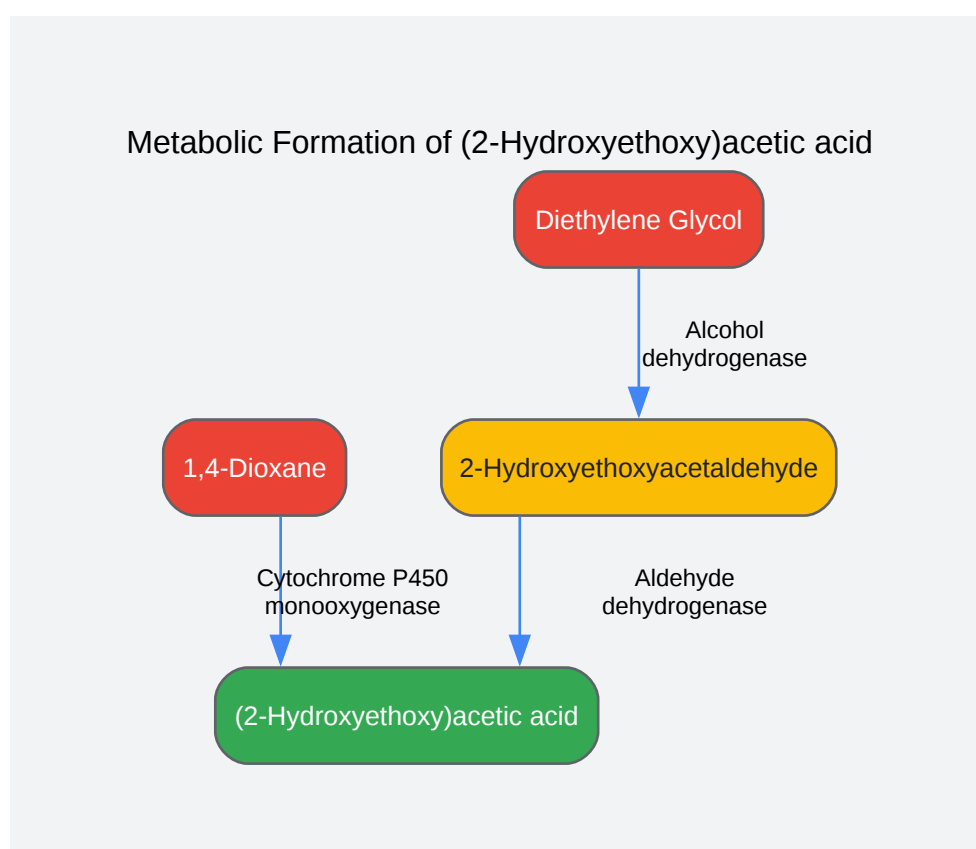 Metabolic Formation of (2-Hydroxyethoxy)acetic acid
Diethylene Glycol
Alcohol
dehydrogenase
1,4-Dioxane
2-Hydroxyethoxyacetaldehyde
Cytochrome P450
monooxygenase
Aldehyde
dehydrogenase
(2-Hydroxyethoxy)acetic acid